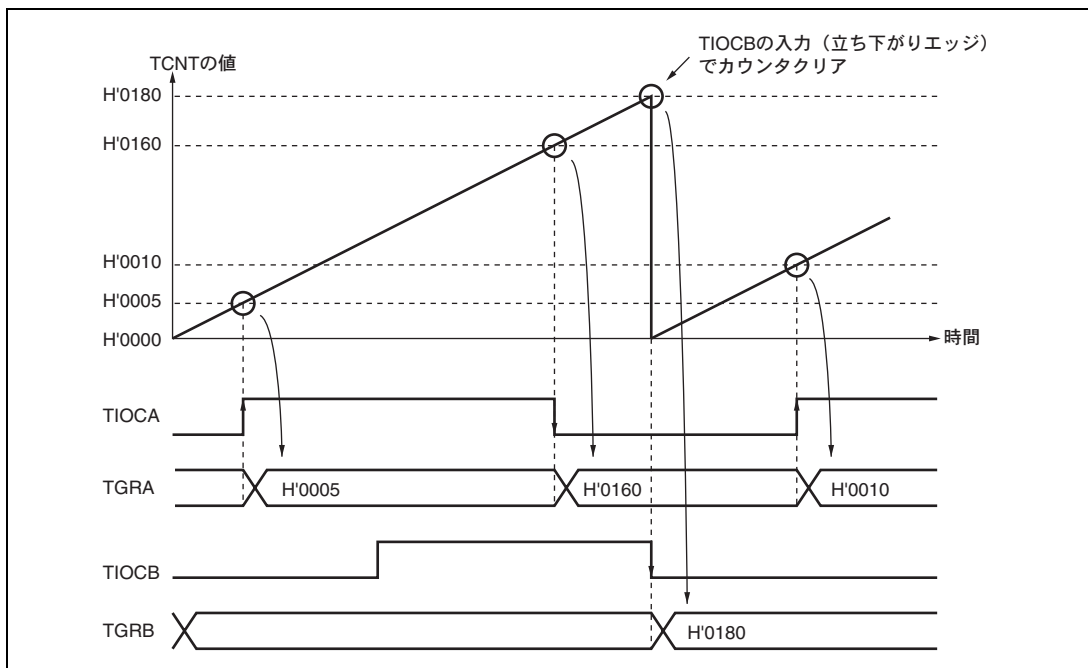 TIOCBの入力（立ち下がりエッジ）
でカウンタクリア
TCNTの値
H'0180
H'0160
H'0010
H'0005
H'0000
時間
TIOCA
TGRA
H'0005
H'0160
H'0010
TIOCB
TGRB
H'0180